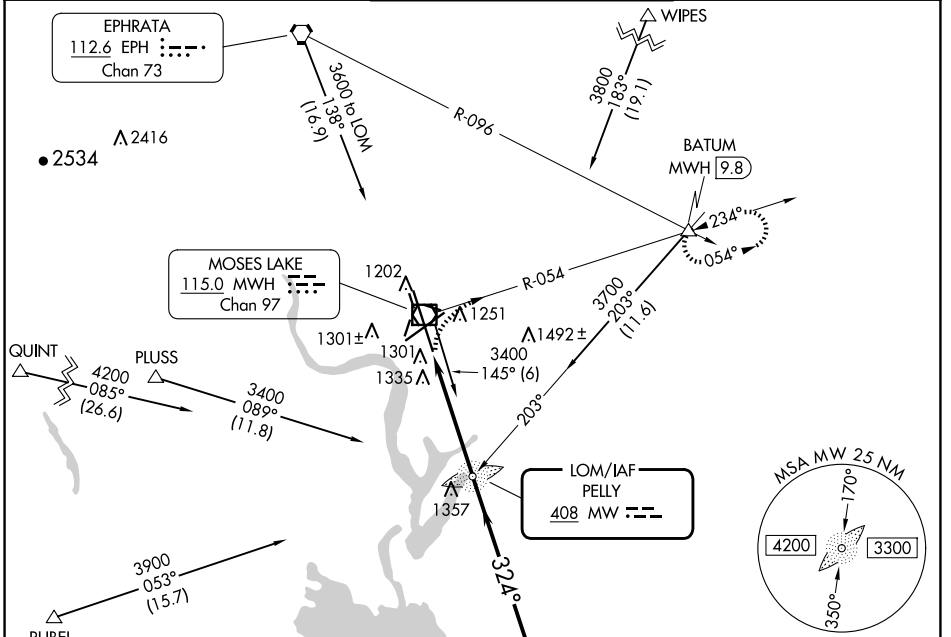 EPHRATA
112.6 EPH
Chan 73
WIPES
3600 to LOM
138°
(16.9)
3800
183°
(19.1)
2416
2534
R-096
BATUM
MWH 9.8
234°
054°
MOSES LAKE
115.0 MWH
Chan 97
1202
R-054
1251
3700
203°
(11.6)
1301±
1492±
1301
3400
145° (6)
1335
QUINT
PLUSS
4200
085°
(26.6)
3400
089°
(11.8)
203°
LOM/IAF
PELLY
408 MW
1357
MSA MW 25 NM
170°
4200
3300
350°
324°
3900
053°
(15.7)